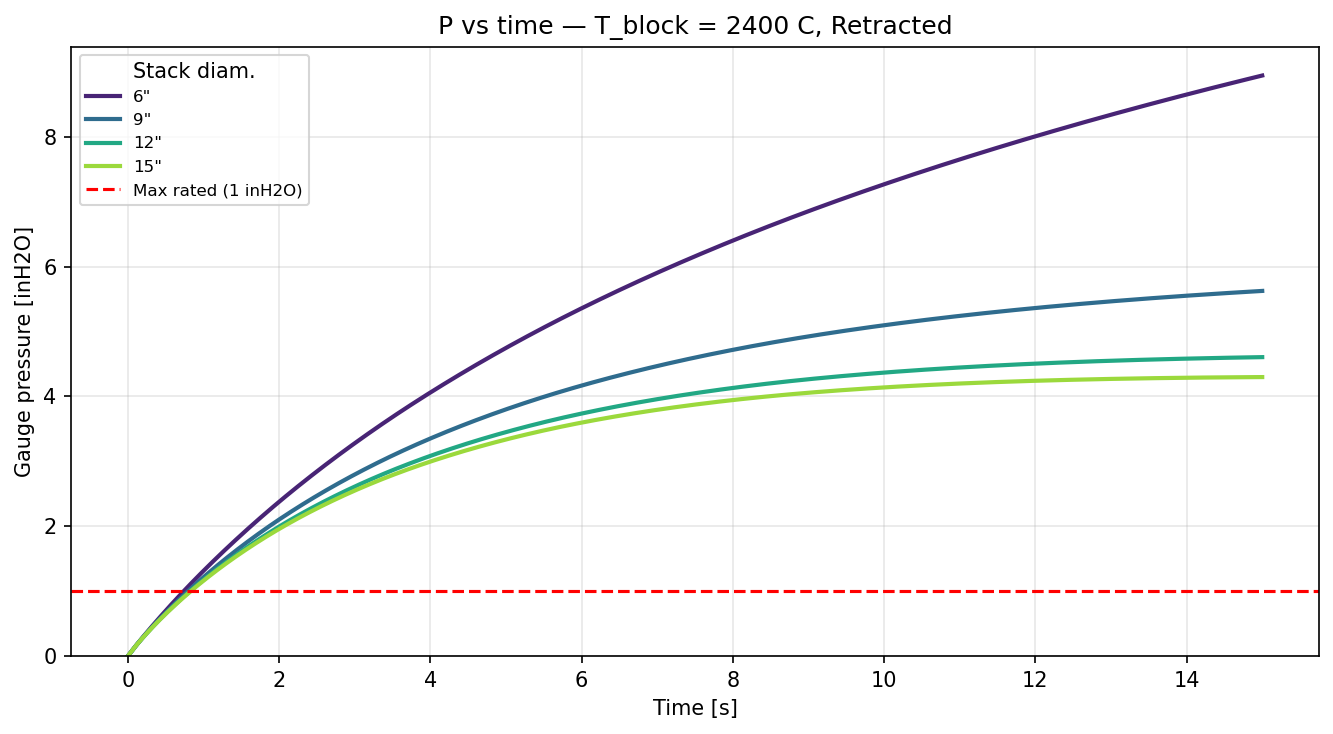 P vs time — T_block = 2400 C, Retracted
Stack diam.
6"
9"
12"
15"
Max rated (1 inH2O)
Gauge pressure [inH2O]
8
6
4
2
0
0 2 4 6 8 10 12 14
Time [s]